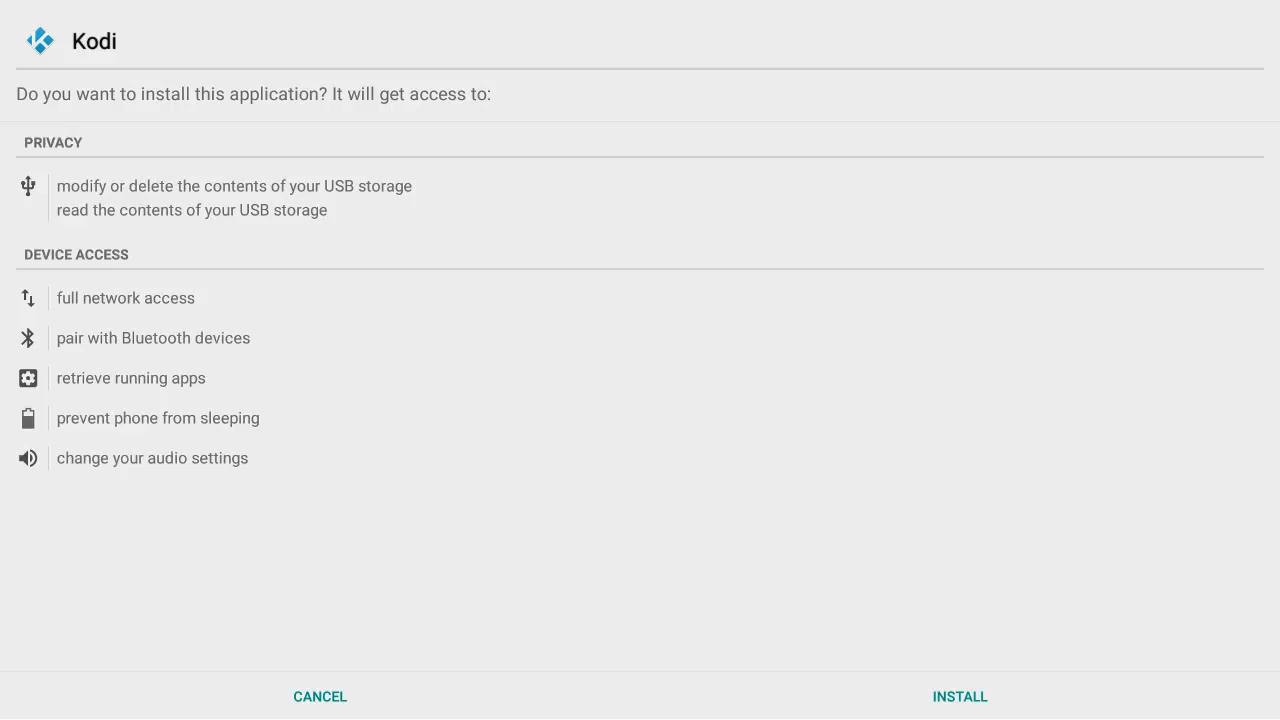 Kodi
Do you want to install this application? It will get access to:
PRIVACY
modify or delete the contents of your USB storage
read the contents of your USB storage
DEVICE ACCESS
full network access
pair with Bluetooth devices
retrieve running apps
prevent phone from sleeping
change your audio settings
CANCEL
INSTALL